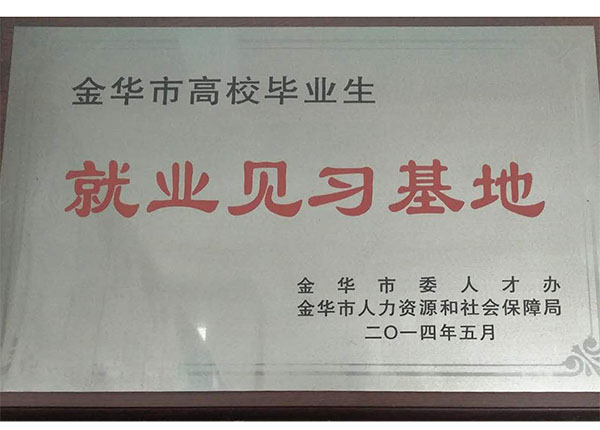 金华市高校毕业生
就业见习基地
金华市委人才办
金华市人力资源和社会保障局
二〇一四年五月